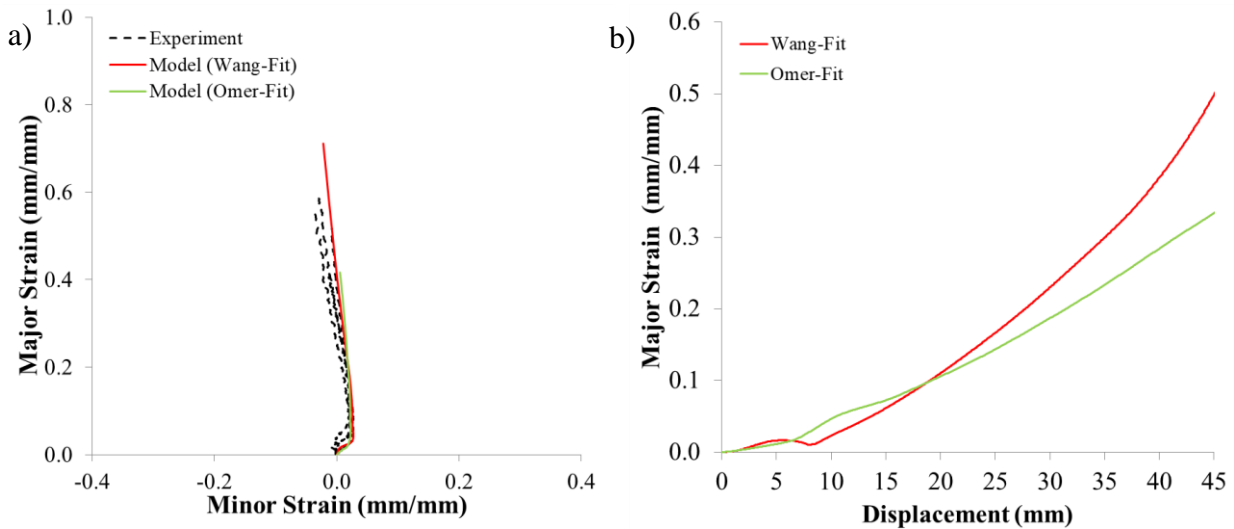 a)
1.0
0.8
0.6
0.4
0.2
0.0
Major Strain (mm/mm)
Experiment
Model (Wang-Fit)
Model (Omer-Fit)
-0.4
-0.2
0.0
0.2
0.4
Minor Strain (mm/mm)
b)
0.6
0.5
0.4
0.3
0.2
0.1
0.0
Major Strain (mm/mm)
Wang-Fit
Omer-Fit
0 5 10 15 20 25 30 35 40 45
Displacement (mm)